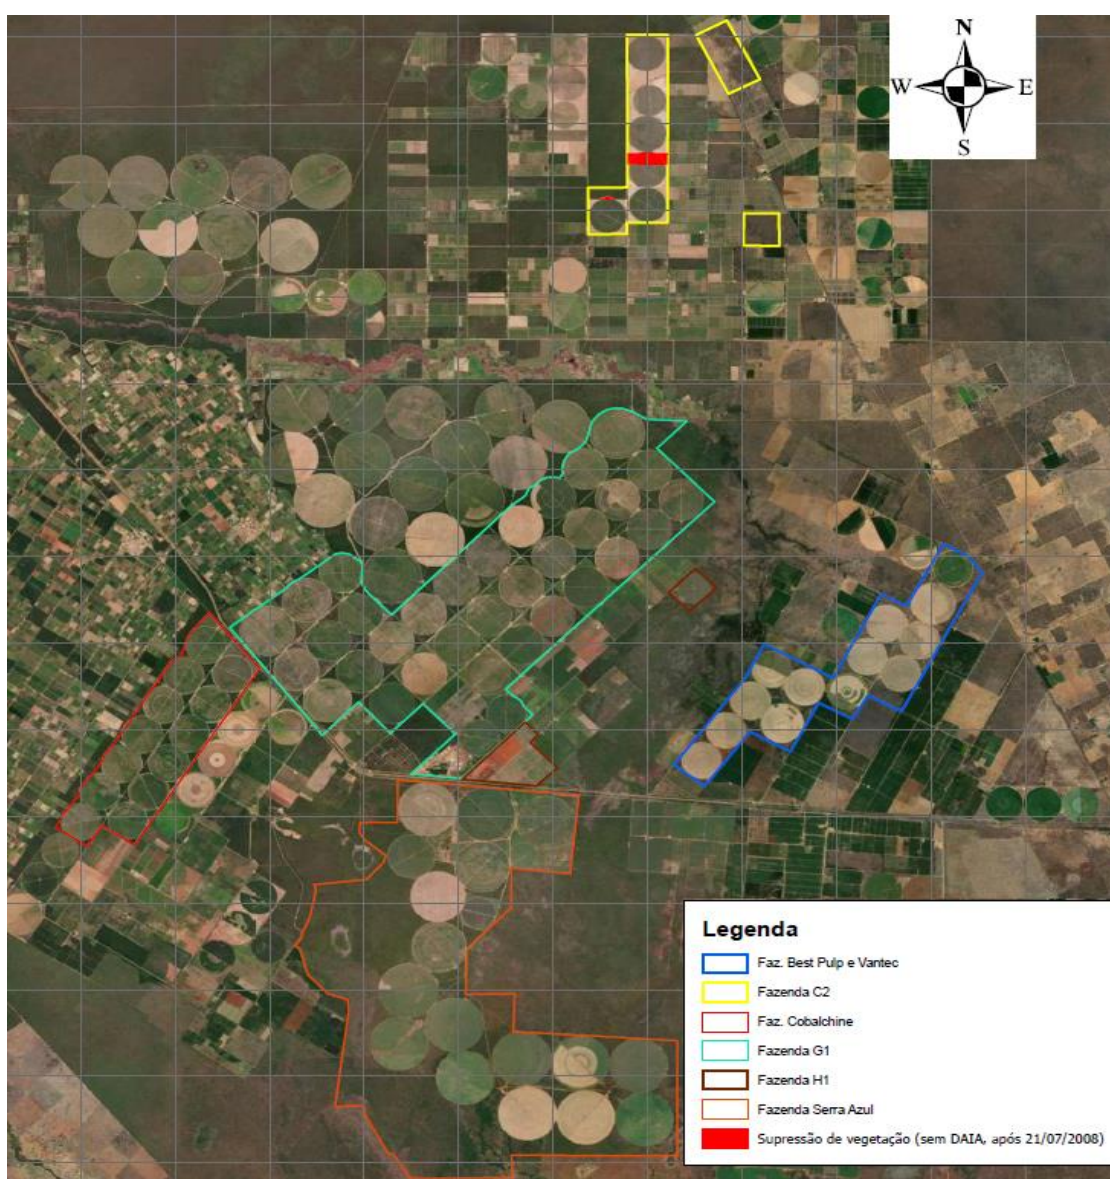 N
W E
S
Legenda
Faz. Best Pulp e Vantec
Fazenda C2
Faz. Cobalchine
Fazenda G1
Fazenda H1
Fazenda Serra Azul
Supressão de vegetação (sem DAIA, após 21/07/2008)